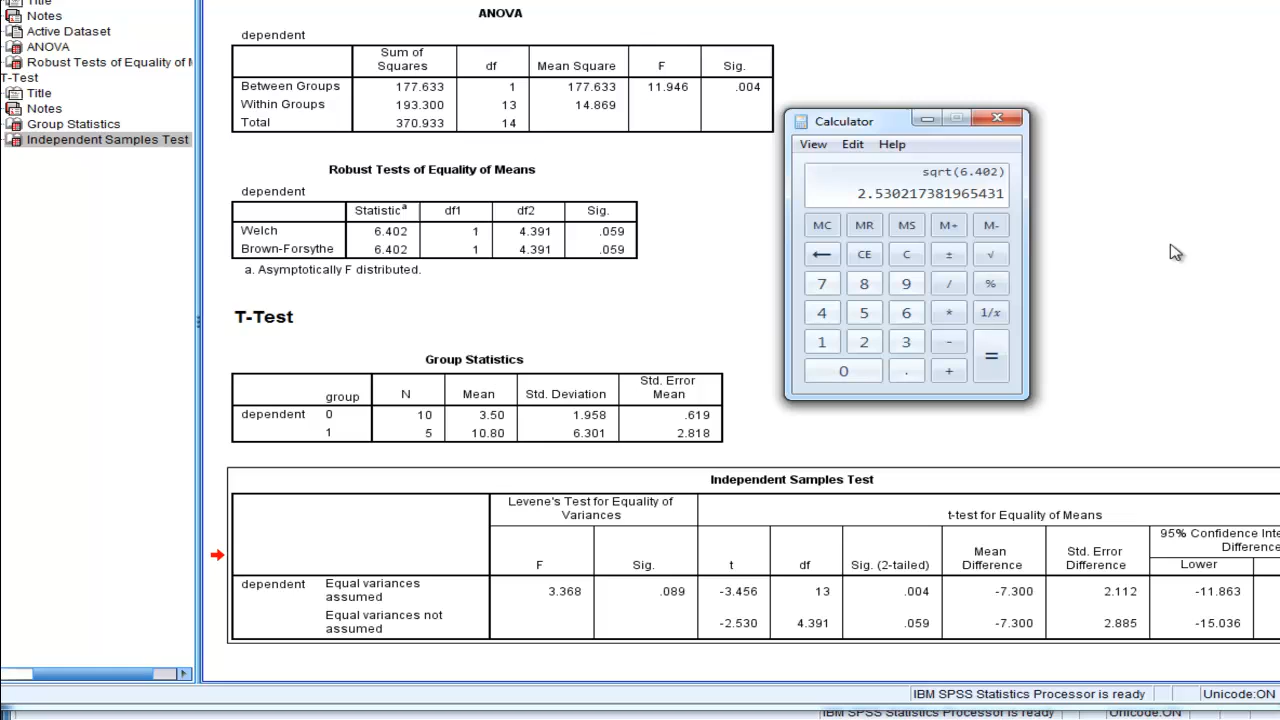 Title
Notes
Active Dataset
ANOVA
Robust Tests of Equality of M
T-Test
Title
Notes
Group Statistics
Independent Samples Test
ANOVA
dependent
Sum of Squares df Mean Square F Sig.
Between Groups 177.633 1 177.633 11.946 .004
Within Groups 193.300 13 14.869
Total 370.933 14
Robust Tests of Equality of Means
dependent
Statistic a df1 df2 Sig.
Welch 6.402 1 4.391 .059
Brown-Forsythe 6.402 1 4.391 .059
a. Asymptotically F distributed.
T-Test
Group Statistics
group N Mean Std. Deviation Std. Error Mean
dependent 0 10 3.50 1.958 .619
1 5 10.80 6.301 2.818
Independent Samples Test
Levene's Test for Equality of Variances
t-test for Equality of Means
95% Confidence Inte
Difference
F Sig. t df Sig. (2-tailed) Mean Difference Std. Error Difference Lower
dependent Equal variances assumed 3.368 .089 -3.456 13 .004 -7.300 2.112 -11.863
Equal variances not assumed -2.530 4.391 .059 -7.300 2.885 -15.036
Calculator
View Edit Help
sqrt(6.402)
2.530217381965431
MC MR MS M+ M-
← CE C ± √
7 8 9 / %
4 5 6 * 1/x
1 2 3 - =
0 . +
IBM SPSS Statistics Processor is ready Unicode:ON
IBM SPSS Statistics Processor is ready Unicode:ON